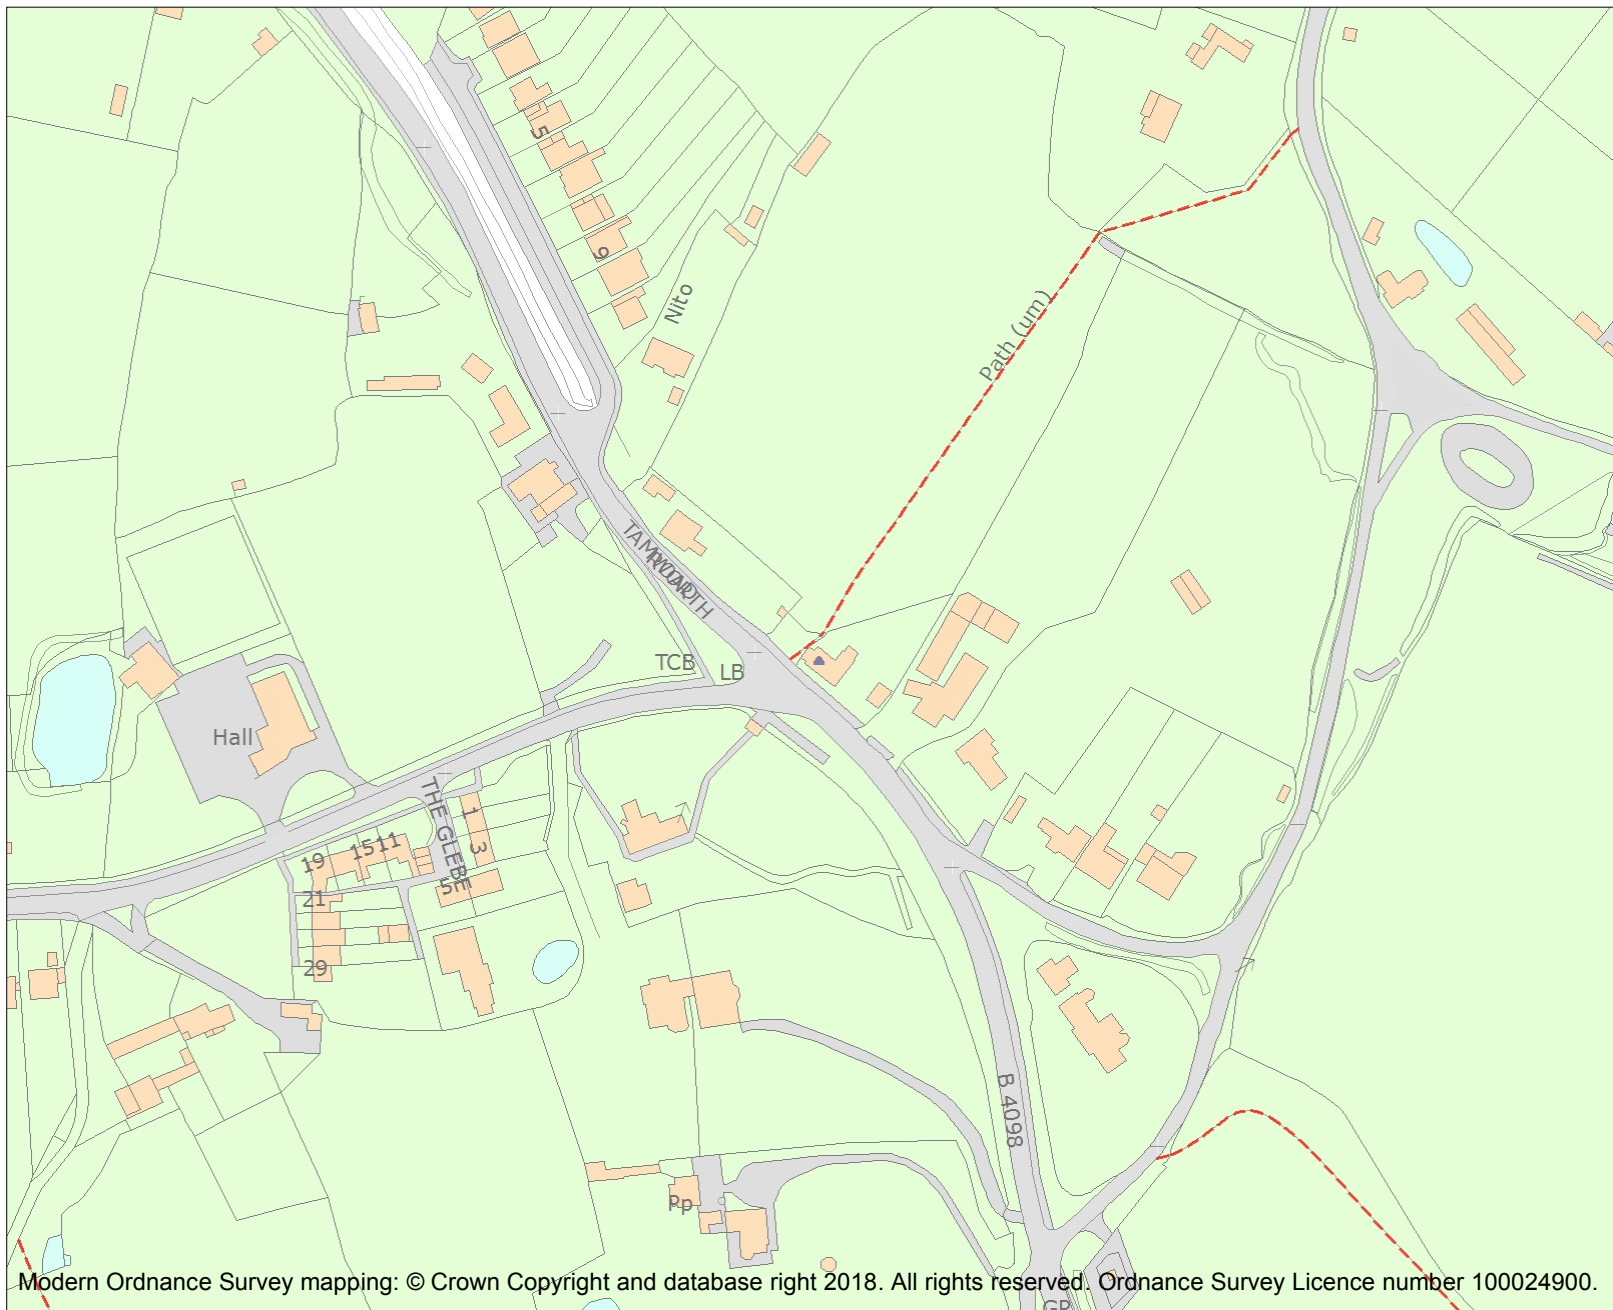 5
9
Nito
Path (um)
TAMWORTH
ROAD
TCB
LB
Hall
THE GLEBE
1
3
5
19
15
11
21
29
B 4098
Pp
GP
Modern Ordnance Survey mapping: © Crown Copyright and database right 2018. All rights reserved. Ordnance Survey Licence number 100024900.